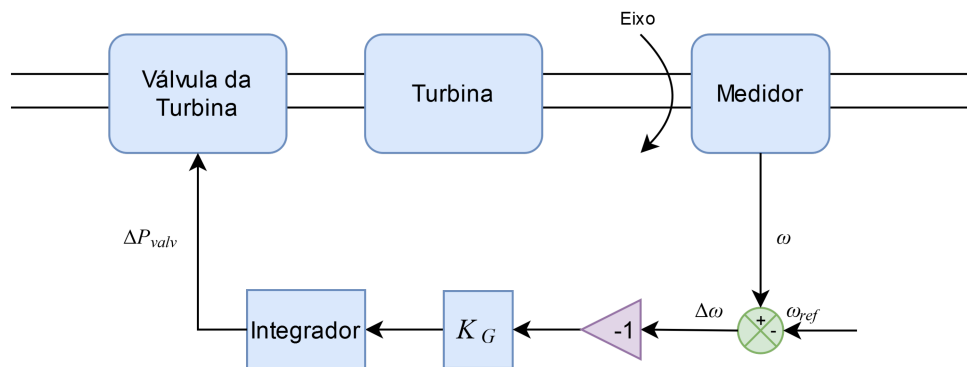 Eixo
Válvula da
Turbina
Turbina
Medidor
ΔP_valv
ω
Integrador
K_G
-1
Δω
+
-
ω_ref